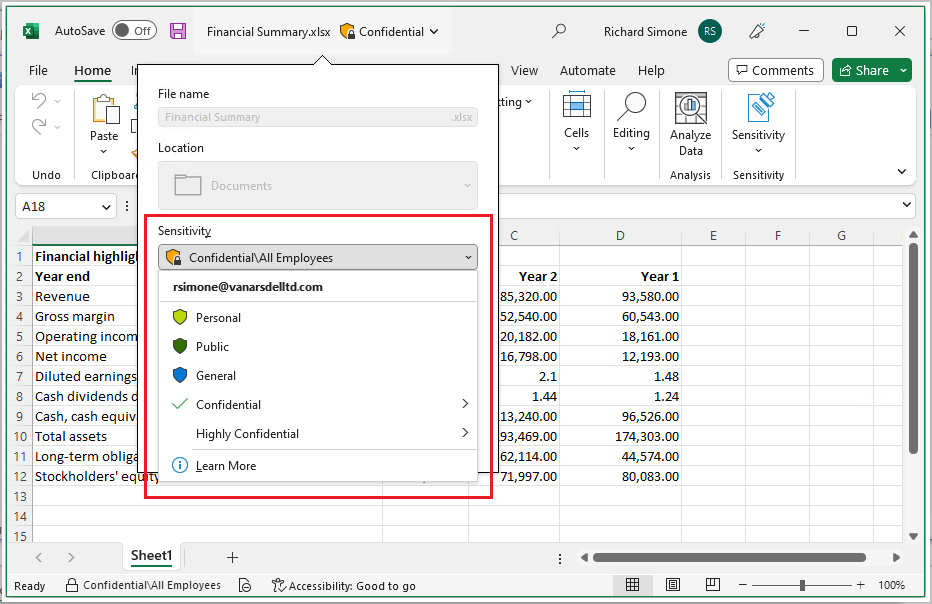 AutoSave Off Financial Summary.xlsx Confidential Richard Simone RS
File Home View Automate Help Comments Share
File name
Financial Summary .xlsx
Location
Documents
Paste Cells Editing Analyze Data Sensitivity
Undo Analysis Sensitivity
A18
Sensitivity
Confidential\All Employees
rsimone@vanarsdelltd.com
Personal
Public
General
Confidential
Highly Confidential
Learn More
C D E F G
1 Financial
2 Year end Year 2 Year 1
3 Revenue 85,320.00 93,580.00
4 Gross margin 52,540.00 60,543.00
5 Operating 20,182.00 18,161.00
6 Net income 16,798.00 12,193.00
7 Diluted earnings 2.1 1.48
8 Cash dividends 1.44 1.24
9 Cash, cash 13,240.00 96,526.00
10 Total assets 93,469.00 174,303.00
11 Long-term 62,114.00 44,574.00
12 Stockholders' equity 71,997.00 80,083.00
13
14
15
Sheet1
Ready Confidential\All Employees Accessibility: Good to go 100%